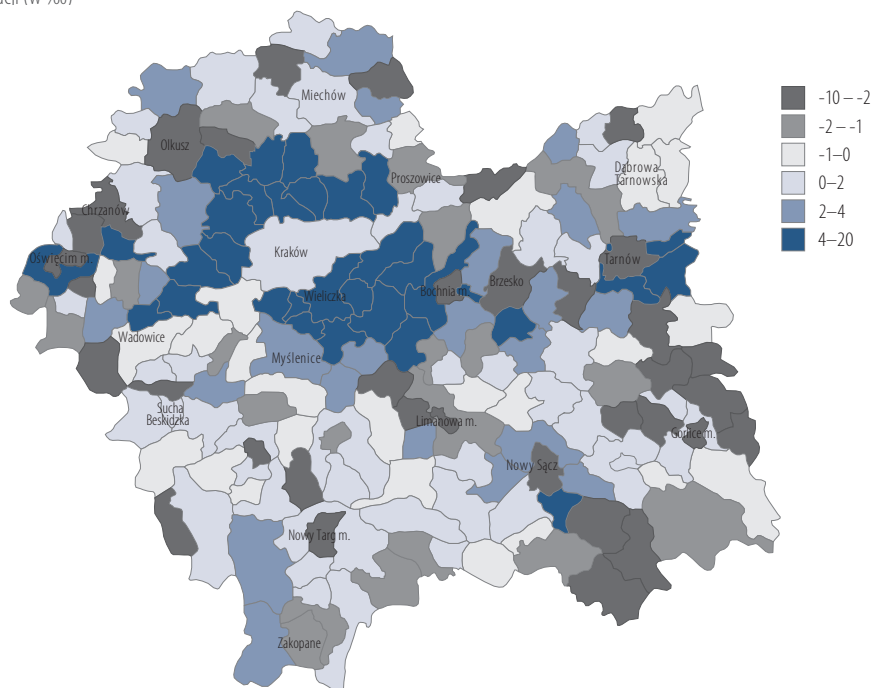 (w %)
Miechów
Olkusz
Proszowice
Dąbrowa
Tarnowska
Chrzanów
Kraków
Oświęcim m.
Tarnów
Wieliczka
Bochnia m.
Brzesko
Wadowice
Myślenice
Sucha
Beskidzka
Limanowa m.
Gorlice m.
Nowy Sącz
Nowy Targ m.
Zakopane
-10 – -2
-2 – -1
-1–0
0–2
2–4
4–20